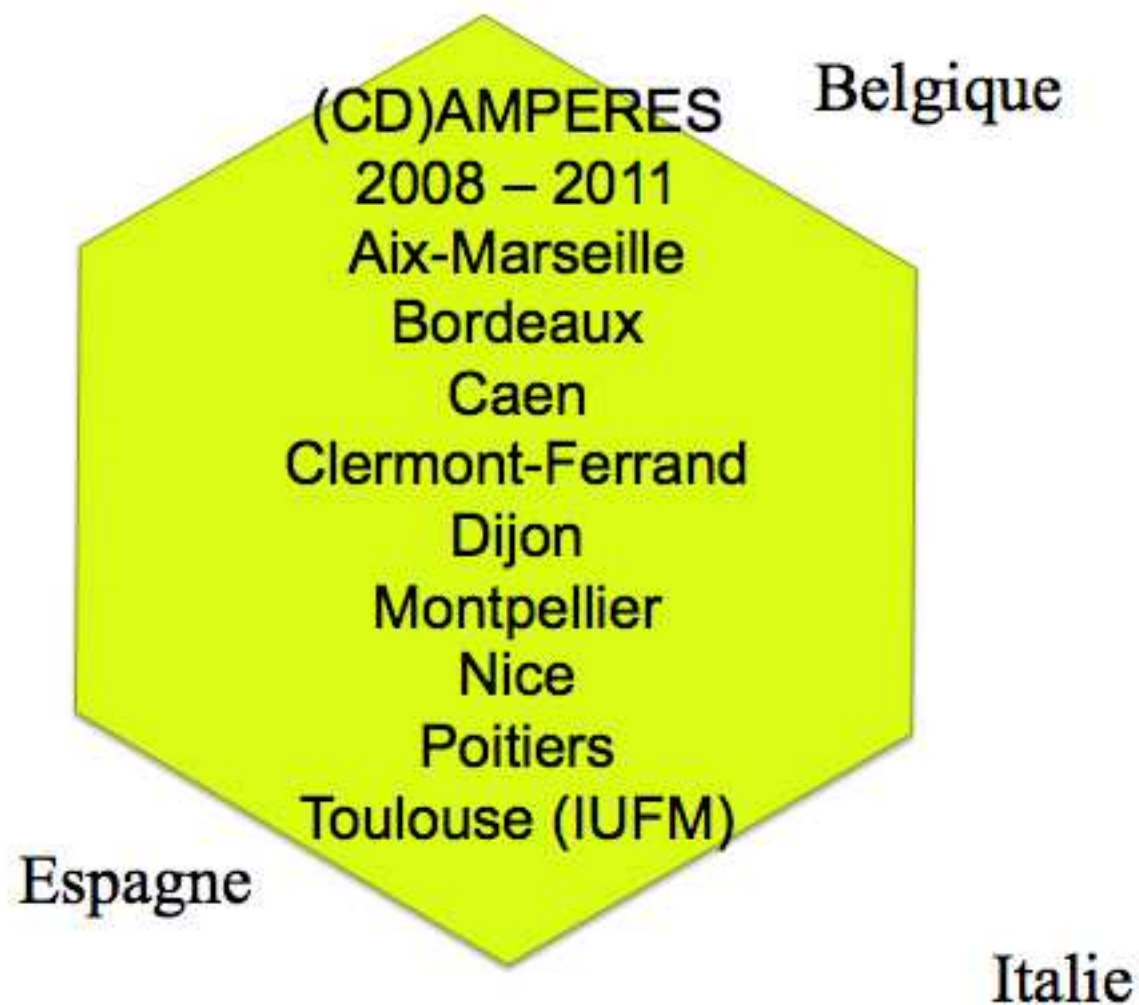 Belgique
(CD)AMPERES
2008 – 2011
Aix-Marseille
Bordeaux
Caen
Clermont-Ferrand
Dijon
Montpellier
Nice
Poitiers
Toulouse (IUFM)
Espagne
Italie